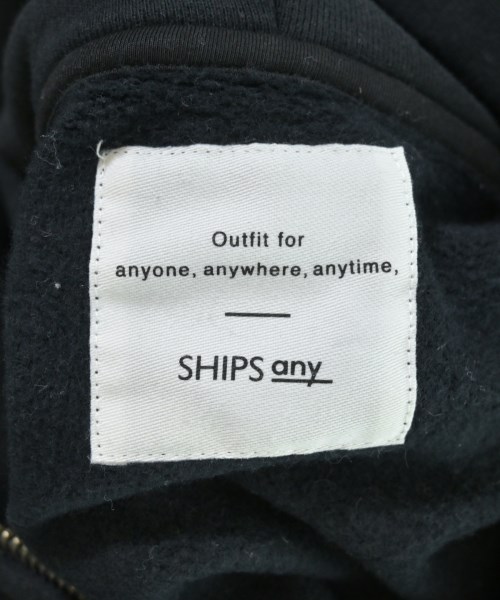 Outfit for
anyone, anywhere, anytime,
SHIPS any